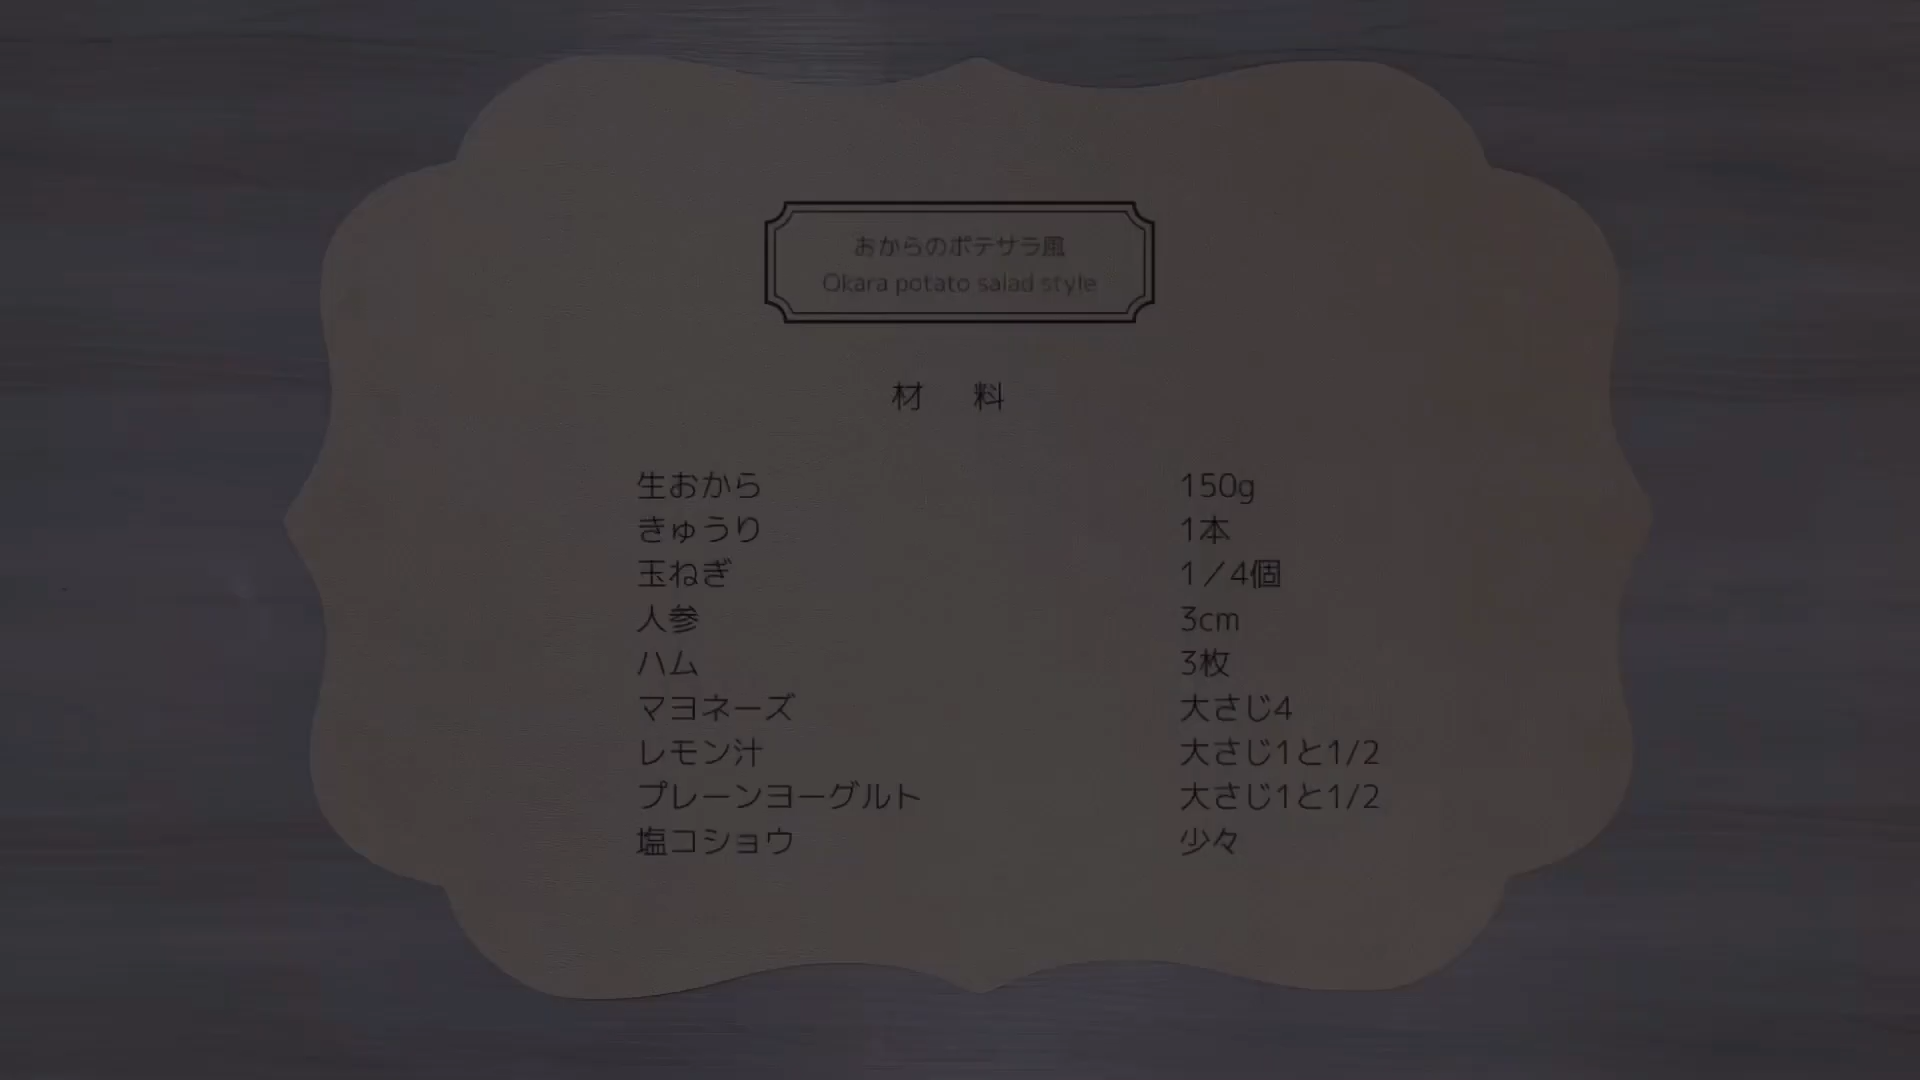 おからのポテサラ風
Okara potato salad style
材 料
生おから 150g
きゅうり 1本
玉ねぎ 1／4個
人参 3cm
ハム 3枚
マヨネーズ 大さじ4
レモン汁 大さじ1と1/2
プレーンヨーグルト 大さじ1と1/2
塩コショウ 少々